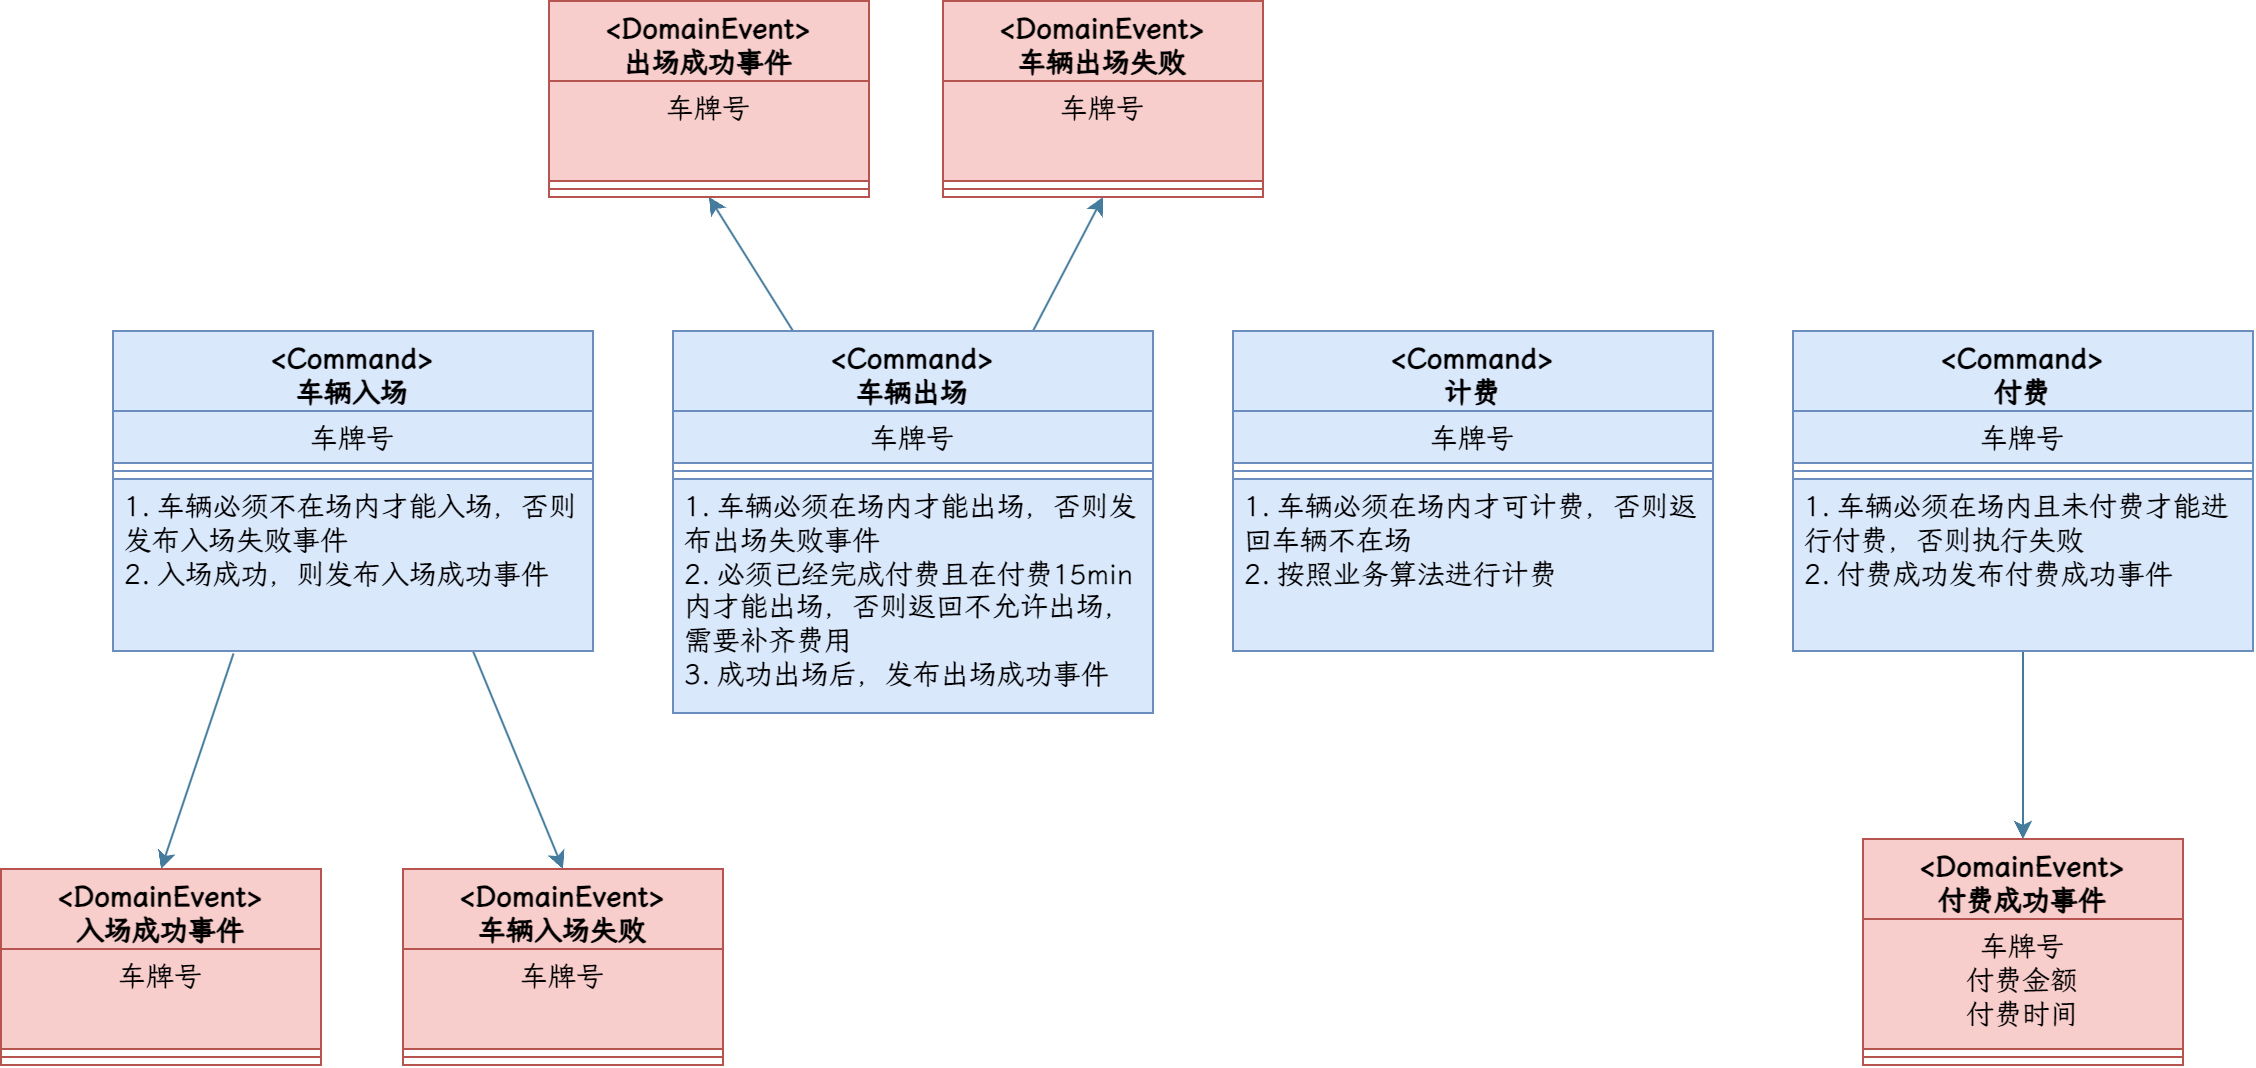 <DomainEvent>
出场成功事件
车牌号
<DomainEvent>
车辆出场失败
车牌号
<Command>
车辆入场
车牌号
1. 车辆必须不在场内才能入场，否则
发布入场失败事件
2. 入场成功，则发布入场成功事件
<Command>
车辆出场
车牌号
1. 车辆必须在场内才能出场，否则发
布出场失败事件
2. 必须已经完成付费且在付费15min
内才能出场，否则返回不允许出场，
需要补齐费用
3. 成功出场后，发布出场成功事件
<Command>
计费
车牌号
1. 车辆必须在场内才可计费，否则返
回车辆不在场
2. 按照业务算法进行计费
<Command>
付费
车牌号
1. 车辆必须在场内且未付费才能进
行付费，否则执行失败
2. 付费成功发布付费成功事件
<DomainEvent>
入场成功事件
车牌号
<DomainEvent>
车辆入场失败
车牌号
<DomainEvent>
付费成功事件
车牌号
付费金额
付费时间